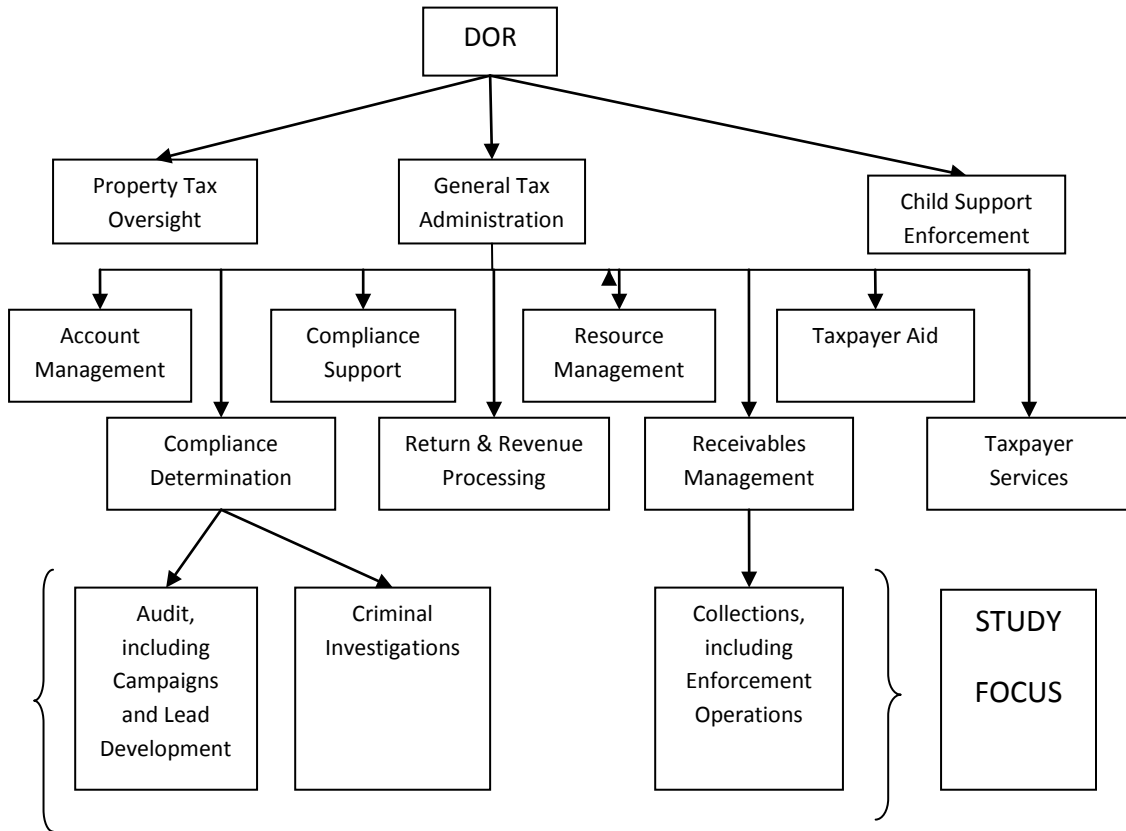 DOR
Property Tax
Oversight
General Tax
Administration
Child Support
Enforcement
Account
Management
Compliance
Support
Resource
Management
Taxpayer Aid
Compliance
Determination
Return & Revenue
Processing
Receivables
Management
Taxpayer
Services
Audit,
including
Campaigns
and Lead
Development
Criminal
Investigations
Collections,
including
Enforcement
Operations
STUDY
FOCUS